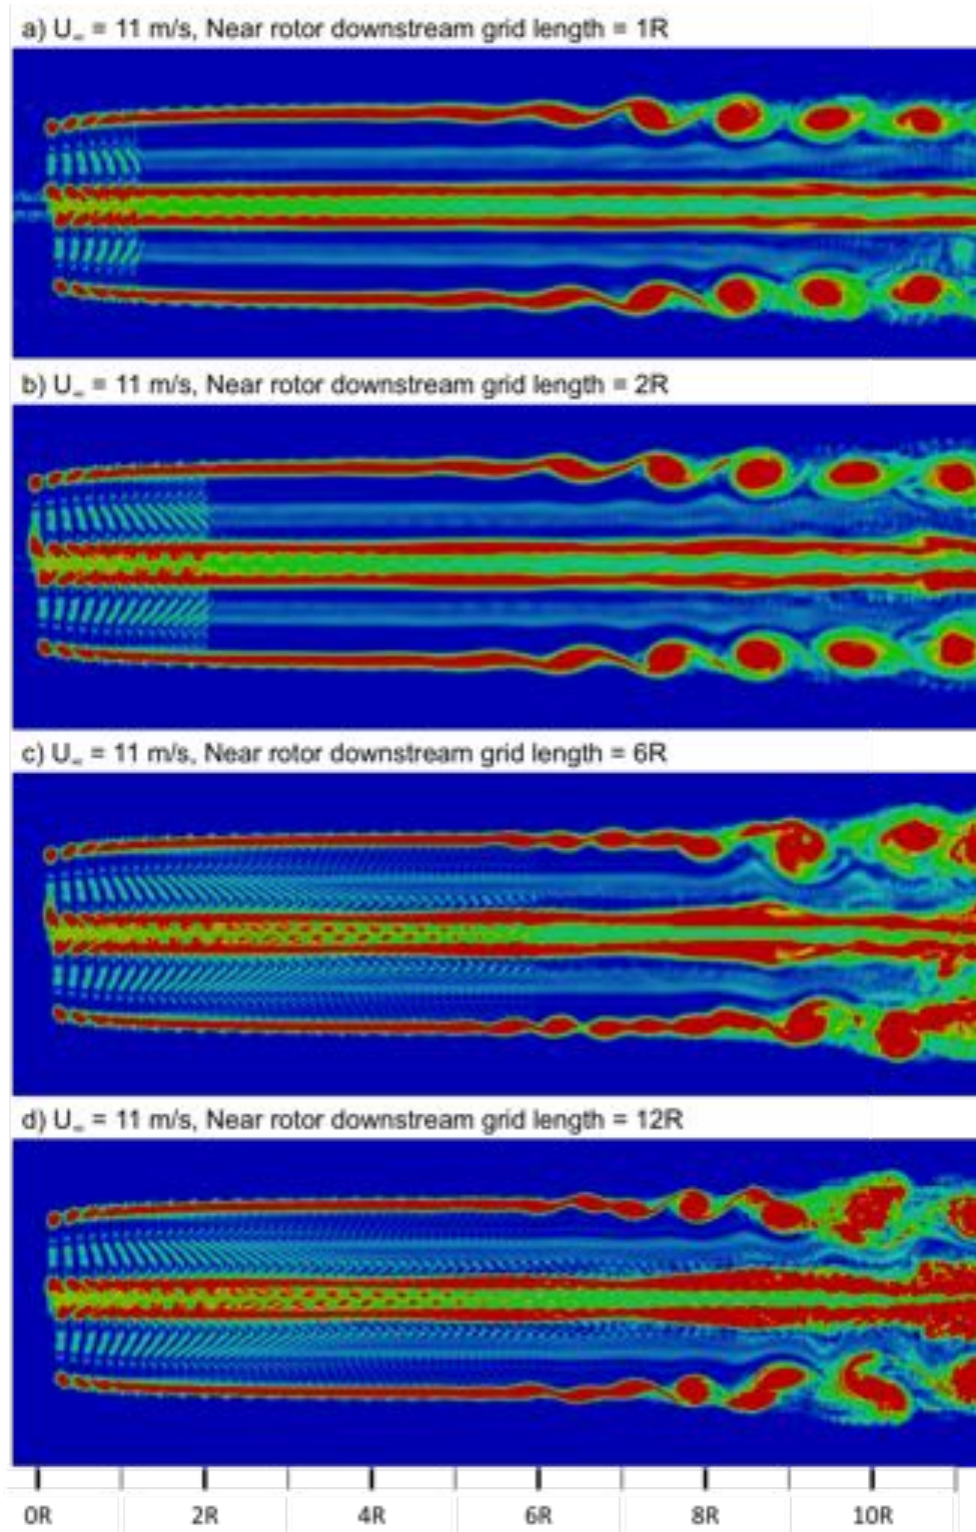 a) U∞ = 11 m/s, Near rotor downstream grid length = 1R
b) U∞ = 11 m/s, Near rotor downstream grid length = 2R
c) U∞ = 11 m/s, Near rotor downstream grid length = 6R
d) U∞ = 11 m/s, Near rotor downstream grid length = 12R
0R 2R 4R 6R 8R 10R